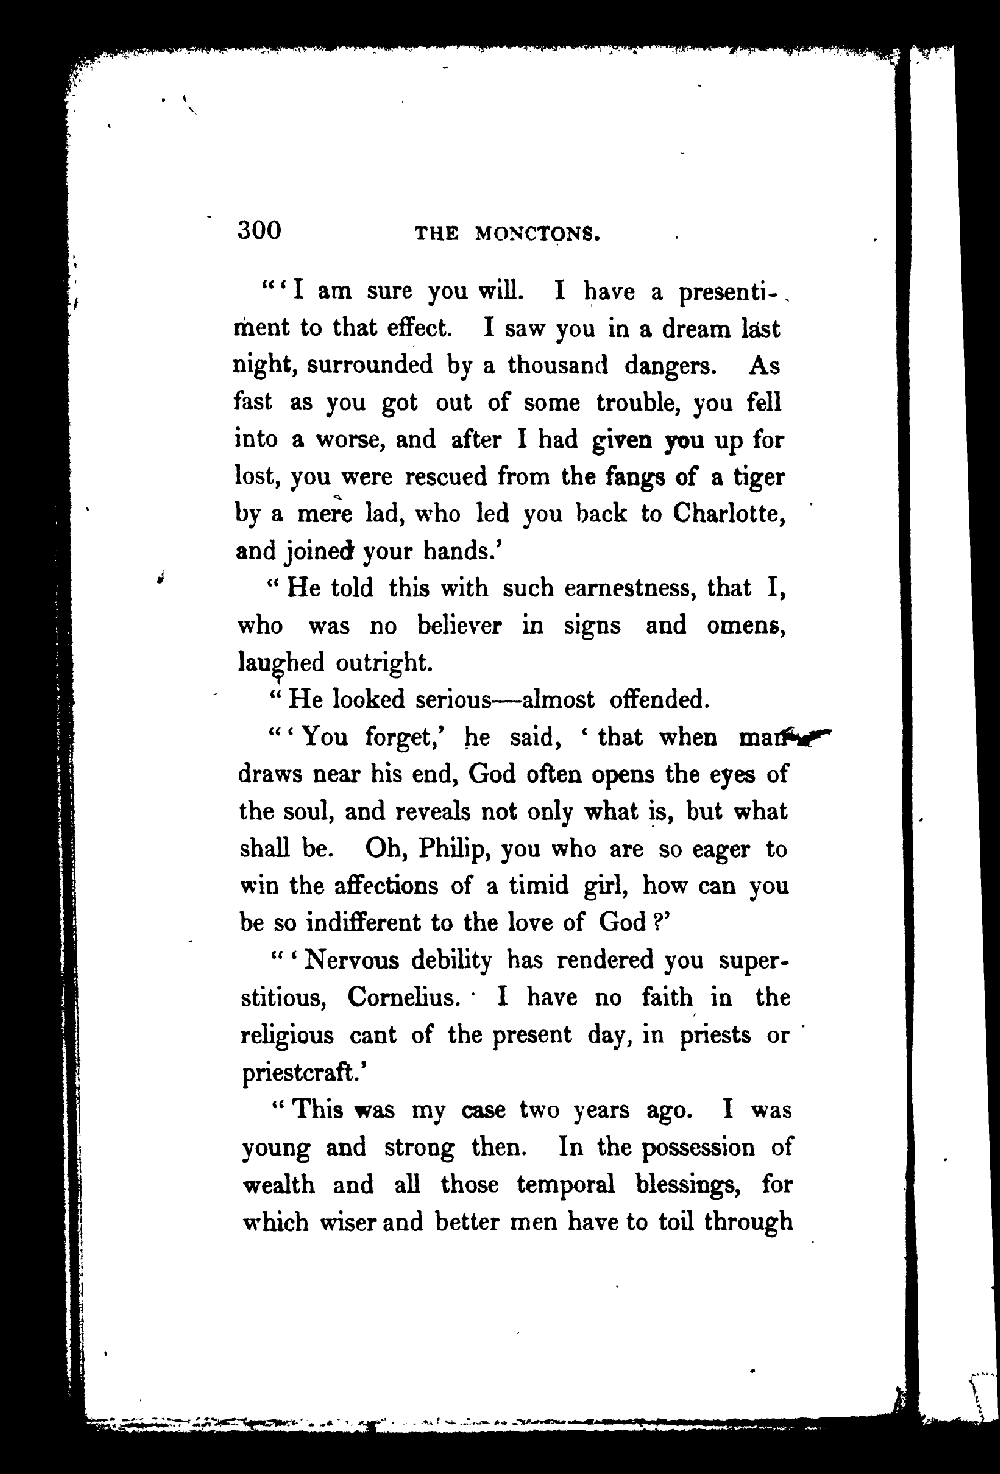 300 THE MONCTONS.
"'I am sure you will. I have a presenti-
ment to that effect. I saw you in a dream last
night, surrounded by a thousand dangers. As
fast as you got out of some trouble, you fell
into a worse, and after I had given you up for
lost, you were rescued from the fangs of a tiger
by a mere lad, who led you back to Charlotte,
and joined your hands.'
"He told this with such earnestness, that I,
who was no believer in signs and omens,
laughed outright.
"He looked serious—almost offended.
"'You forget,' he said, 'that when man
draws near his end, God often opens the eyes of
the soul, and reveals not only what is, but what
shall be. Oh, Philip, you who are so eager to
win the affections of a timid girl, how can you
be so indifferent to the love of God?'
"'Nervous debility has rendered you super-
stitious, Cornelius. I have no faith in the
religious cant of the present day, in priests or
priestcraft.'
"This was my case two years ago. I was
young and strong then. In the possession of
wealth and all those temporal blessings, for
which wiser and better men have to toil through